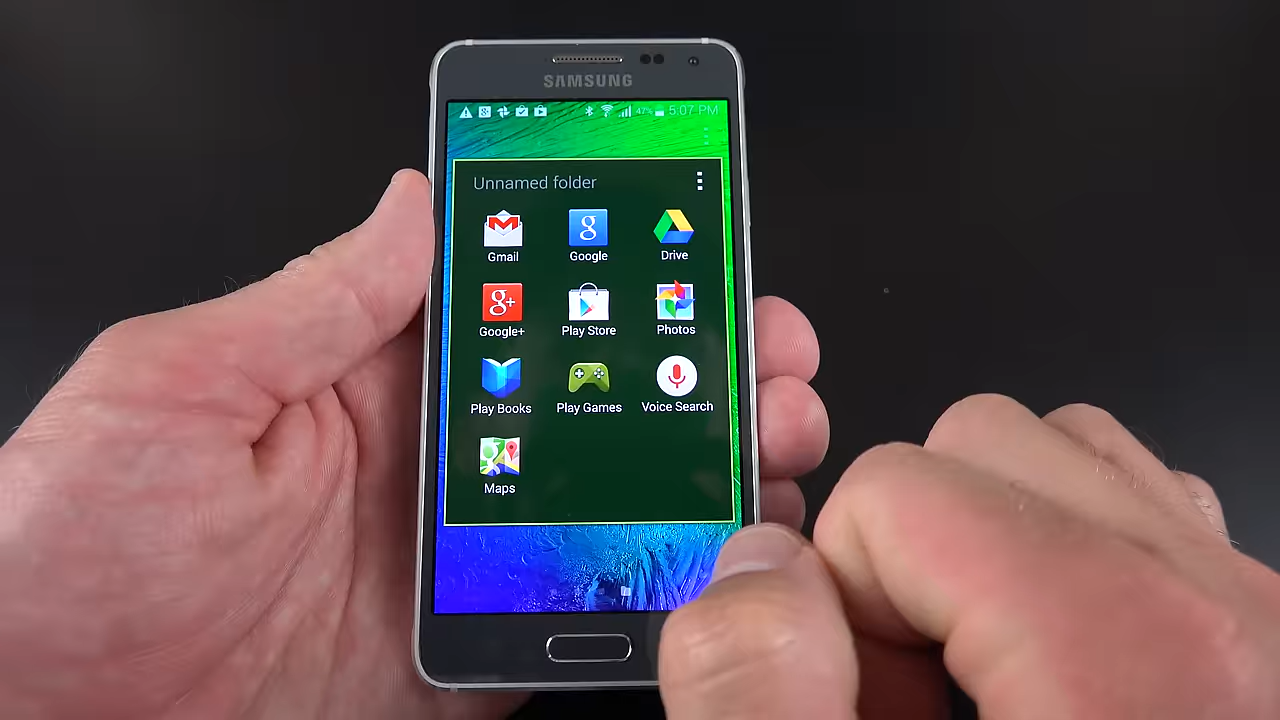 SAMSUNG
47% 5:07 PM
Unnamed folder
Gmail Google Drive
Google+ Play Store Photos
Play Books Play Games Voice Search
Maps